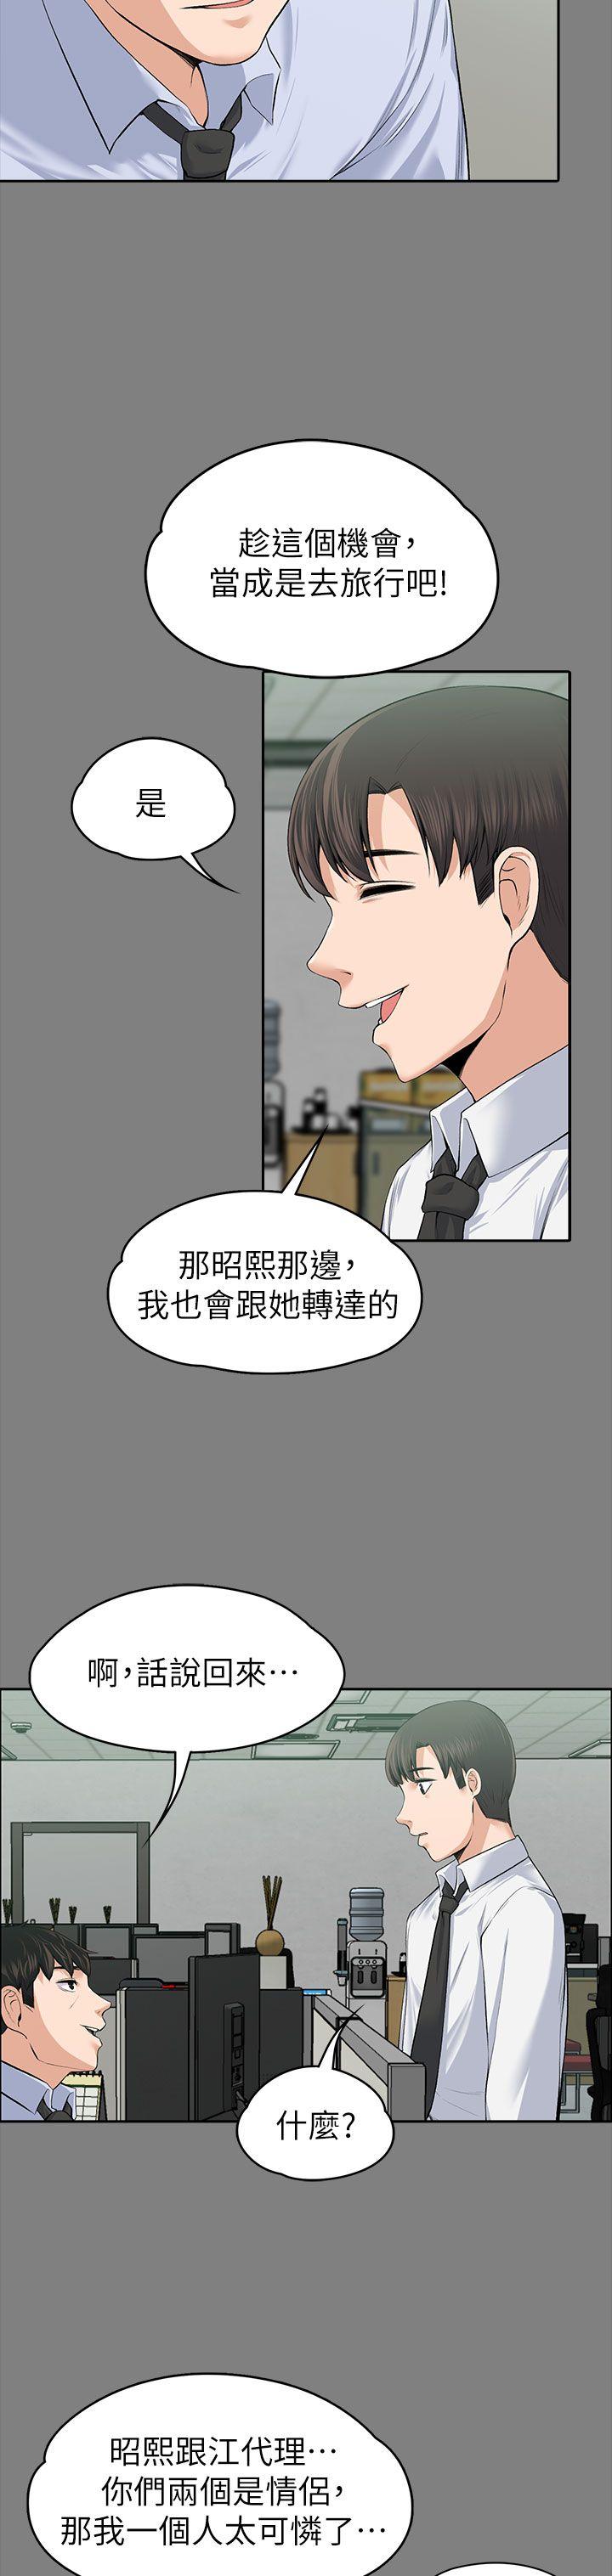 趁這個機會，
當成是去旅行吧!
是
那昭熙那邊，
我也會跟她轉達的
啊，話說回來…
什麼?
昭熙跟江代理…
你們兩個是情侶，
那我一個人太可憐了…